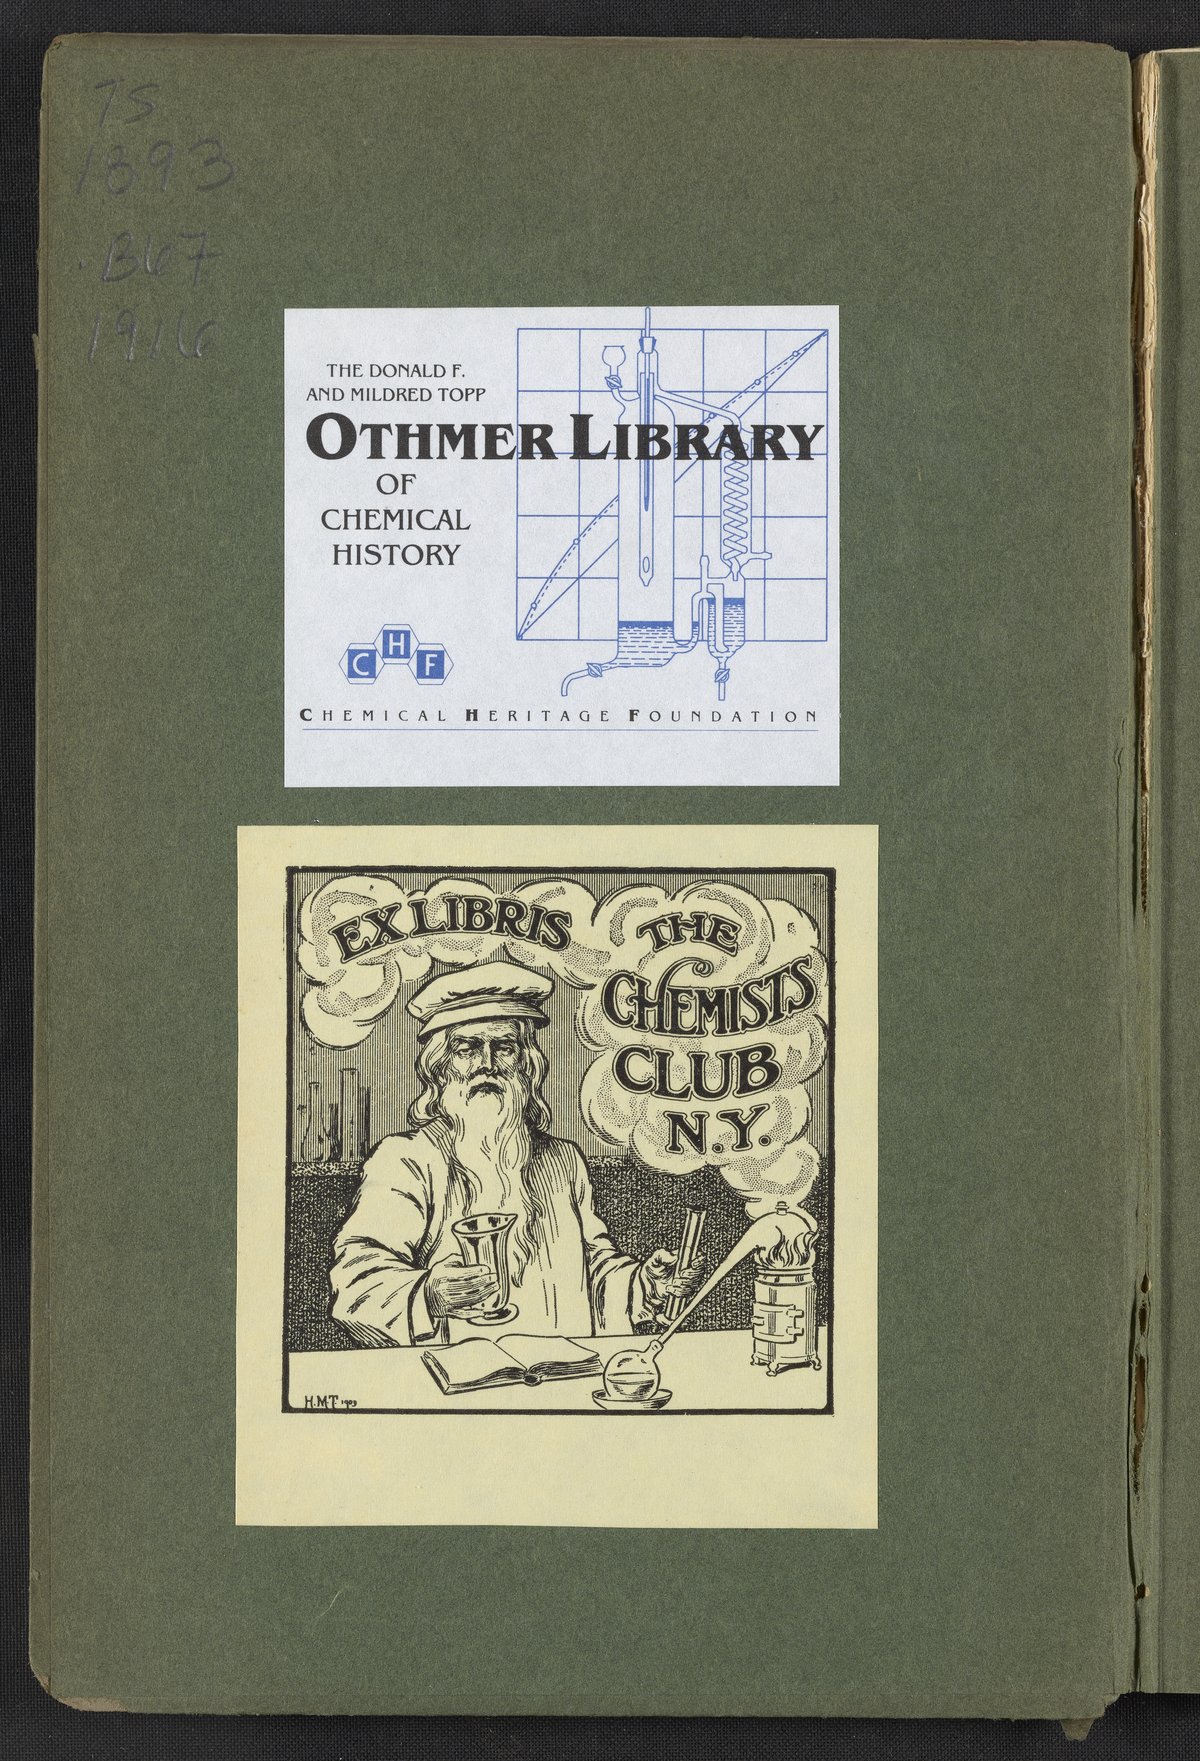 TS
1893
.B67
1916
THE DONALD F.
AND MILDRED TOPP
OTHMER LIBRARY
OF
CHEMICAL
HISTORY
C H F
CHEMICAL HERITAGE FOUNDATION
EX LIBRIS THE
CHEMISTS
CLUB
N.Y.
H.M.T. 1903